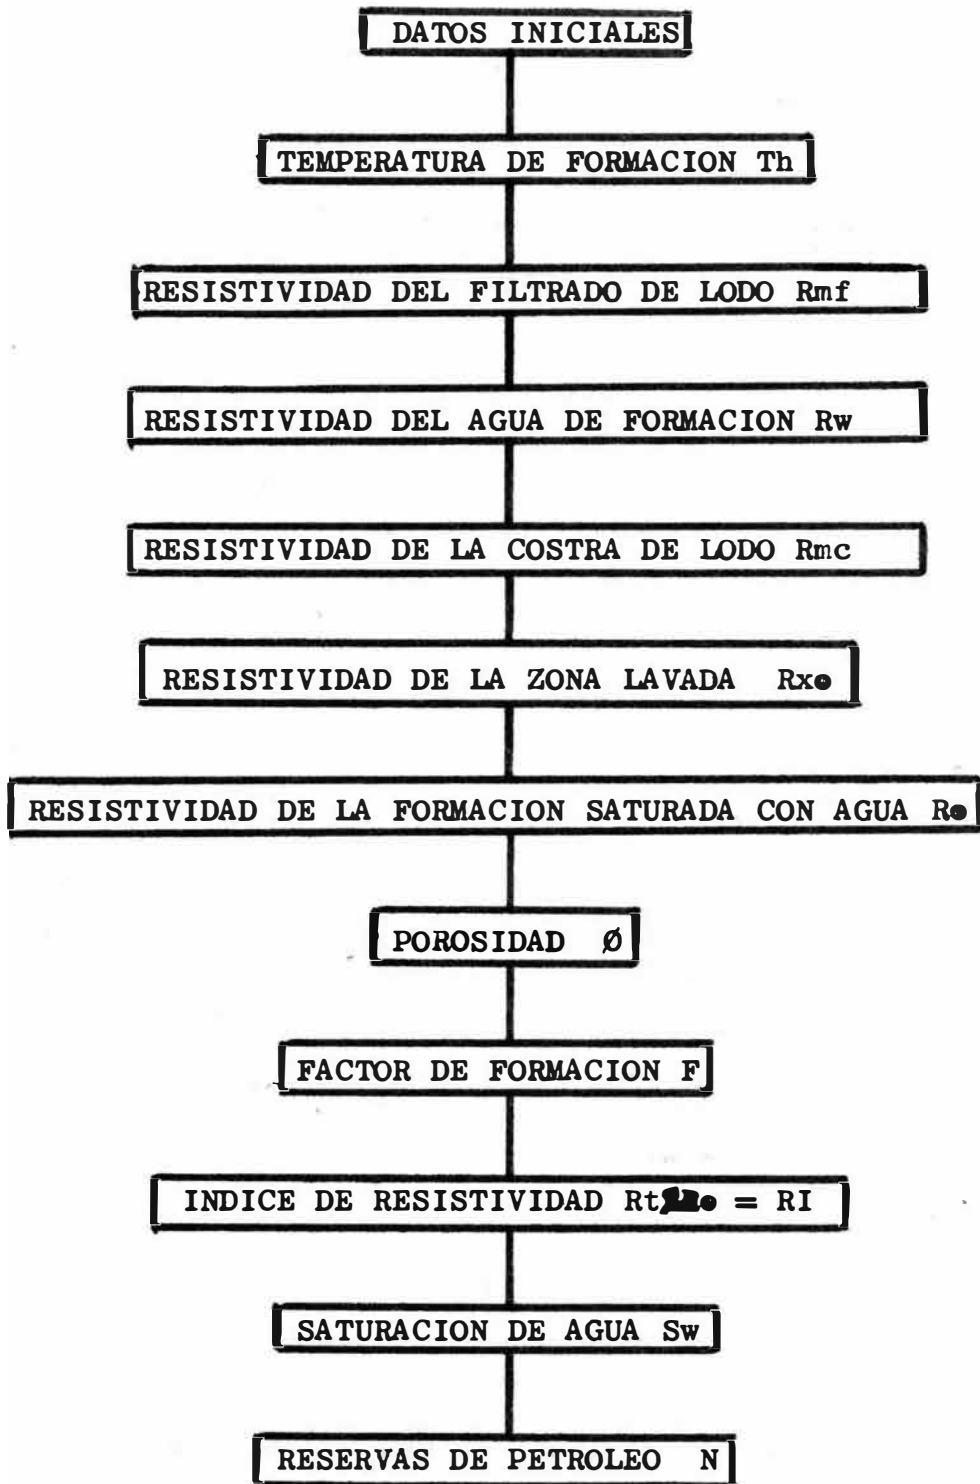 DATOS INICIALES
TEMPERATURA DE FORMACION Th
RESISTIVIDAD DEL FILTRADO DE LODO Rmf
RESISTIVIDAD DEL AGUA DE FORMACION Rw
RESISTIVIDAD DE LA COSTRA DE LODO Rmc
RESISTIVIDAD DE LA ZONA LAVADA Rxo
RESISTIVIDAD DE LA FORMACION SATURADA CON AGUA Ro
POROSIDAD Ø
FACTOR DE FORMACION F
INDICE DE RESISTIVIDAD = RI
SATURACION DE AGUA Sw
RESERVAS DE PETROLEO N